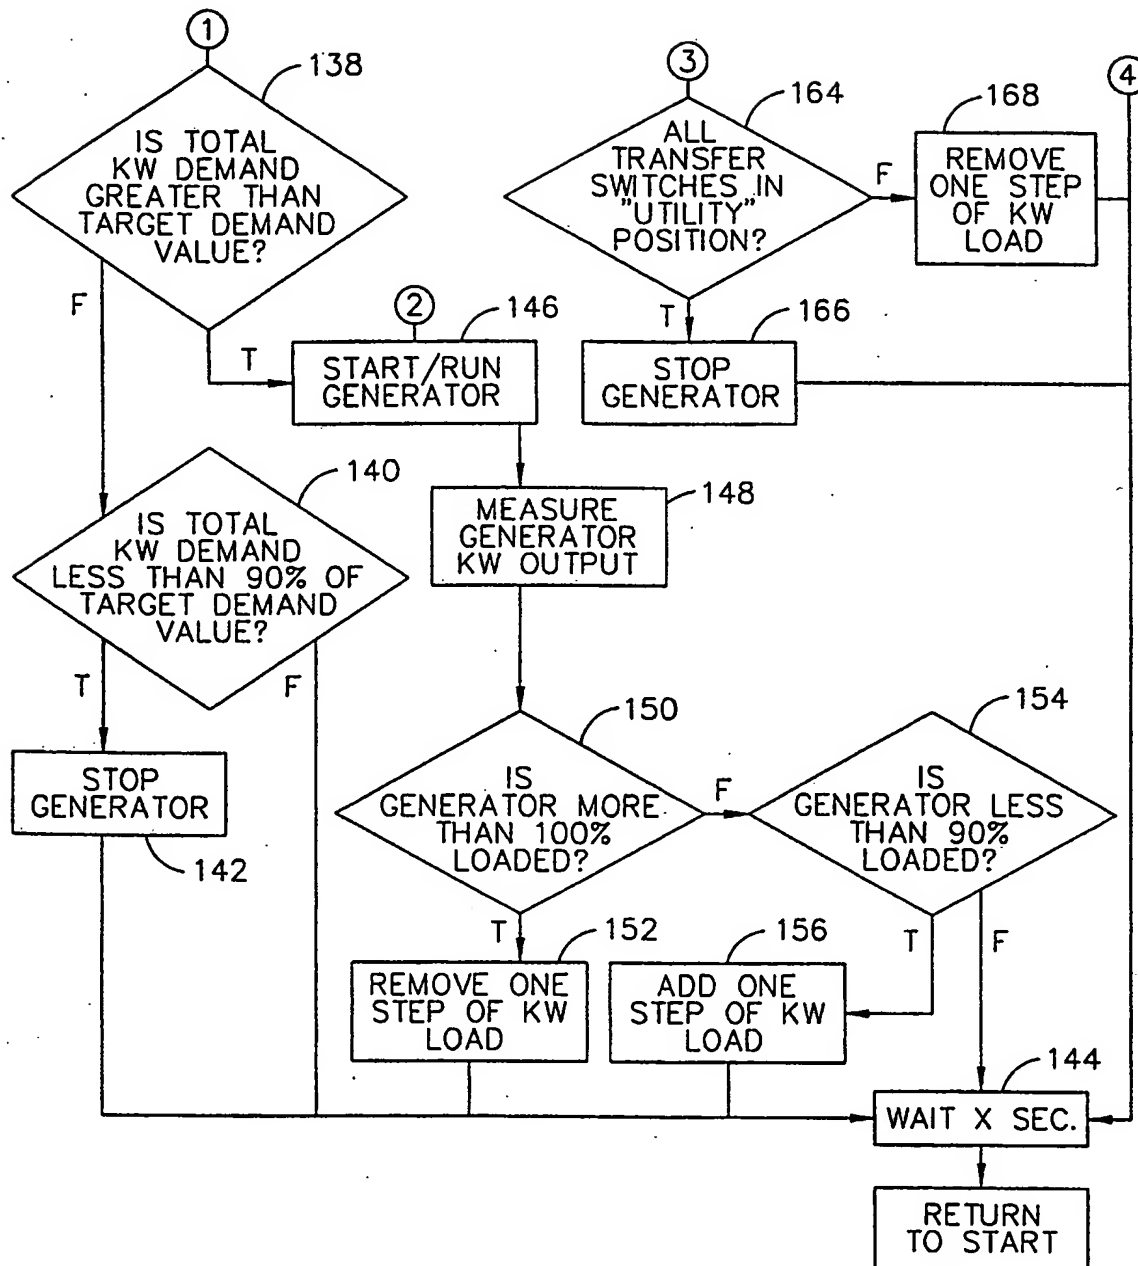 1
138
IS TOTAL
KW DEMAND
GREATER THAN
TARGET DEMAND
VALUE?
F
T
2
146
START/RUN
GENERATOR
3
164
ALL
TRANSFER
SWITCHES IN
"UTILITY"
POSITION?
F
T
168
REMOVE
ONE STEP
OF KW
LOAD
4
166
STOP
GENERATOR
140
IS TOTAL
KW DEMAND
LESS THAN 90% OF
TARGET DEMAND
VALUE?
T
F
148
MEASURE
GENERATOR
KW OUTPUT
STOP
GENERATOR
142
150
IS
GENERATOR MORE
THAN 100%
LOADED?
F
T
154
IS
GENERATOR LESS
THAN 90%
LOADED?
T
F
152
REMOVE ONE
STEP OF KW
LOAD
156
ADD ONE
STEP OF KW
LOAD
144
WAIT X SEC.
RETURN
TO START